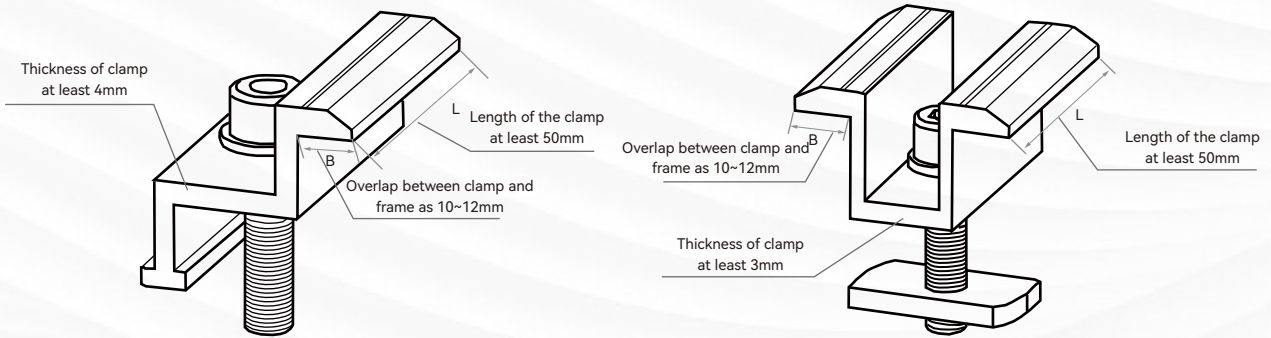 Thickness of clamp
at least 4mm
L
Length of the clamp
at least 50mm
B
Overlap between clamp and
frame as 10~12mm
L
Length of the clamp
at least 50mm
B
Overlap between clamp and
frame as 10~12mm
Thickness of clamp
at least 3mm